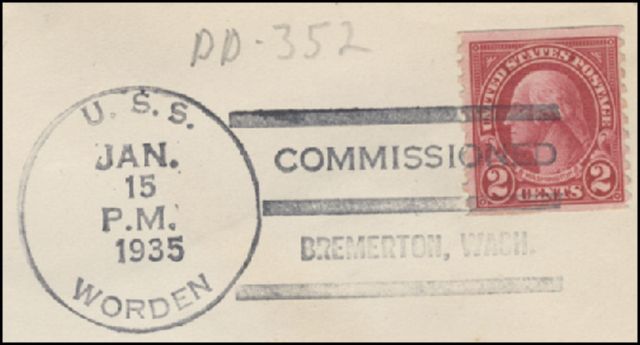 DD-352
U.S.S.
JAN.
15
P.M.
1935
WORDEN
COMMISSIONED
BREMERTON, WASH.
UNITED STATES POSTAGE
2 CENTS 2